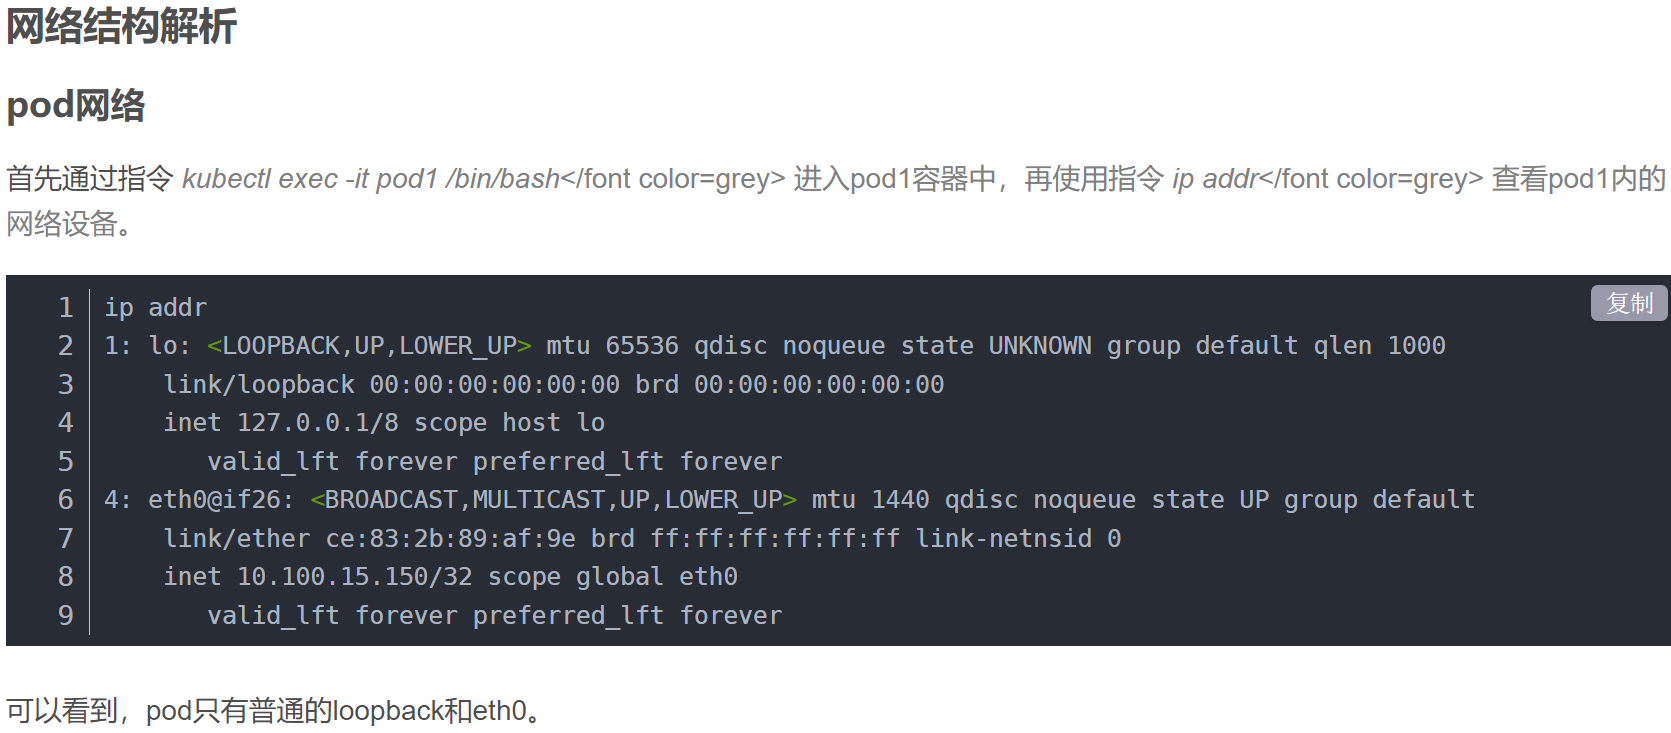 网络结构解析
pod网络
首先通过指令 kubectl exec -it pod1 /bin/bash</font color=grey> 进入pod1容器中，再使用指令 ip addr</font color=grey> 查看pod1内的
网络设备。
复制
1 ip addr
2 1: lo: <LOOPBACK,UP,LOWER_UP> mtu 65536 qdisc noqueue state UNKNOWN group default qlen 1000
3     link/loopback 00:00:00:00:00:00 brd 00:00:00:00:00:00
4     inet 127.0.0.1/8 scope host lo
5        valid_lft forever preferred_lft forever
6 4: eth0@if26: <BROADCAST,MULTICAST,UP,LOWER_UP> mtu 1440 qdisc noqueue state UP group default
7     link/ether ce:83:2b:89:af:9e brd ff:ff:ff:ff:ff:ff link-netnsid 0
8     inet 10.100.15.150/32 scope global eth0
9        valid_lft forever preferred_lft forever
可以看到，pod只有普通的loopback和eth0。